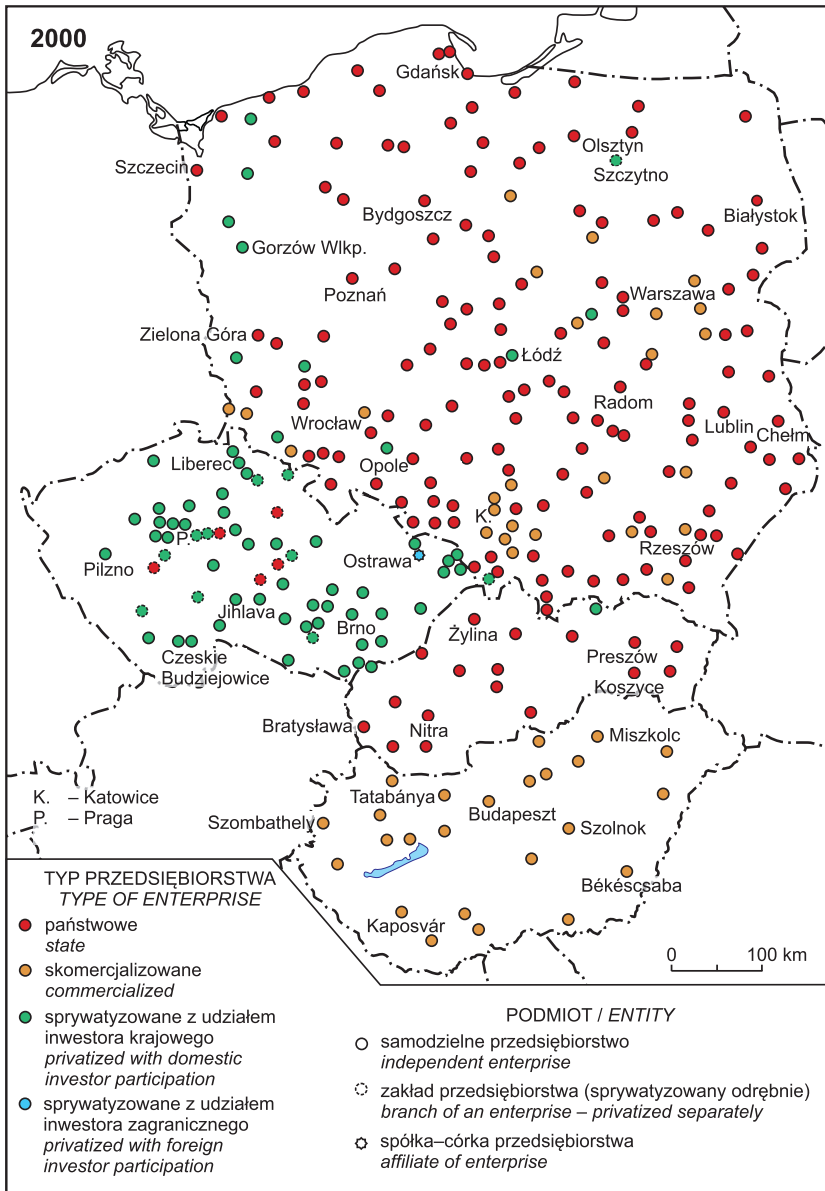 2000
Gdańsk
Olsztyn
Szczecin
Szczytno
Bydgoszcz
Białystok
Gorzów Wlkp.
Poznań
Warszawa
Zielona Góra
Łódź
Radom
Wrocław
Lublin
Chełm
Liberec
Opole
K.
P.
Rzeszów
Pilzno
Ostrawa
Jihlava
Brno
Żylina
Czeskie
Budziejowice
Preszów
Koszyce
Bratysława
Nitra
Miszkolc
K. – Katowice
P. – Praga
Tatabánya
Budapeszt
Szombathely
Szolnok
Békéscsaba
Kaposvár
0 100 km
TYP PRZEDSIĘBIORSTWA
TYPE OF ENTERPRISE
państwowe
state
skomercjalizowane
commercialized
sprywatyzowane z udziałem
inwestora krajowego
privatized with domestic
investor participation
sprywatyzowane z udziałem
inwestora zagranicznego
privatized with foreign
investor participation
PODMIOT / ENTITY
samodzielne przedsiębiorstwo
independent enterprise
zakład przedsiębiorstwa (sprywatyzowany odrębnie)
branch of an enterprise – privatized separately
spółka–córka przedsiębiorstwa
affiliate of enterprise